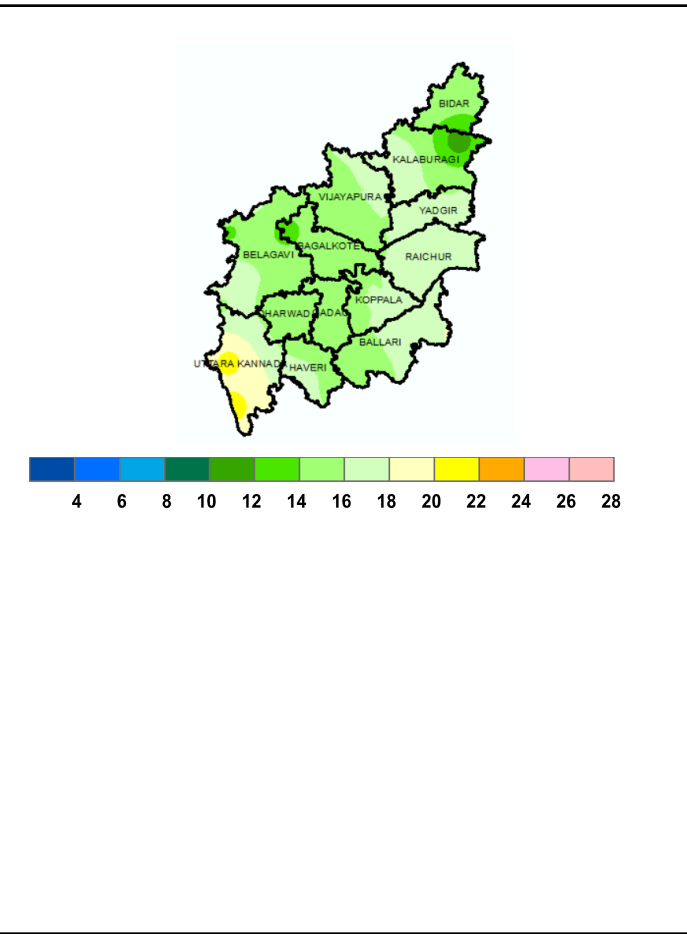 BIDAR
KALABURAGI
VIJAYAPURA
YADGIR
BAGALKOTE
BELAGAVI
RAICHUR
KOPPALA
DHARWAD GADAG
BALLARI
UTTARA KANNADA
HAVERI
4 6 8 10 12 14 16 18 20 22 24 26 28